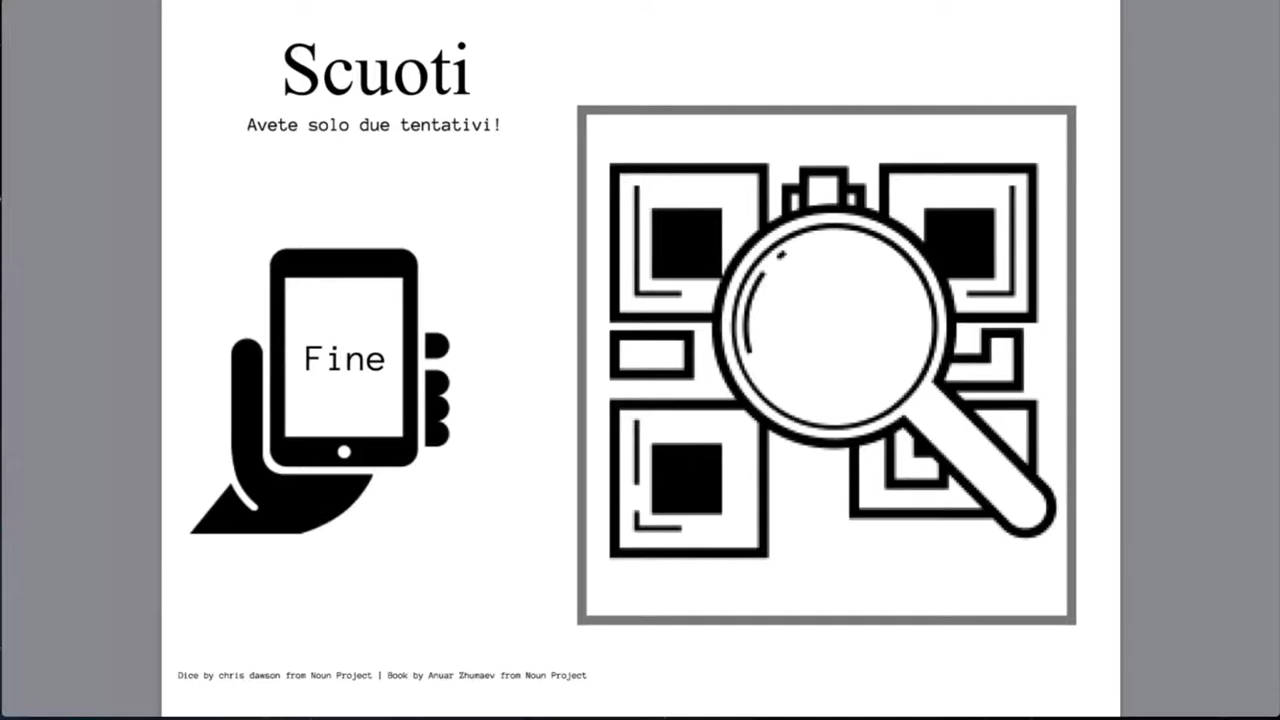 Scuoti
Avete solo due tentativi!
Fine
Dice by chris dawson from Noun Project | Book by Anuar Zhumaev from Noun Project